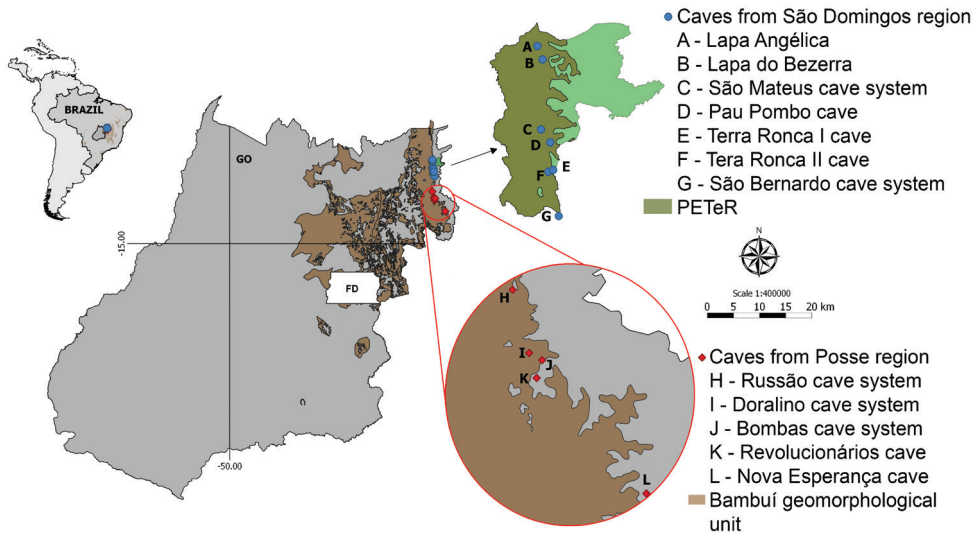 BRAZIL
GO
-15.00
-50.00
FD
A
B
C
D
E
F
G
Caves from São Domingos region
A - Lapa Angélica
B - Lapa do Bezerra
C - São Mateus cave system
D - Pau Pombo cave
E - Terra Ronca I cave
F - Tera Ronca II cave
G - São Bernardo cave system
PETeR
N
Scale 1:400000
0 5 10 15 20 km
H
I
J
K
L
Caves from Posse region
H - Russão cave system
I - Doralino cave system
J - Bombas cave system
K - Revolucionários cave
L - Nova Esperança cave
Bambuí geomorphological
unit